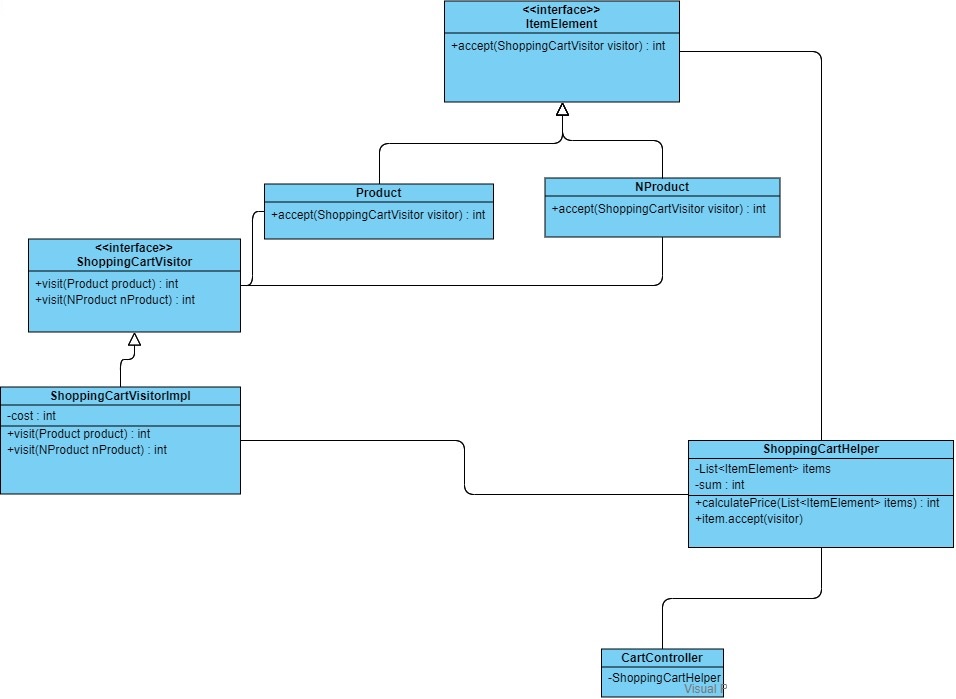 <<interface>>
ItemElement
+accept(ShoppingCartVisitor visitor) : int
Product
+accept(ShoppingCartVisitor visitor) : int
NProduct
+accept(ShoppingCartVisitor visitor) : int
<<interface>>
ShoppingCartVisitor
+visit(Product product) : int
+visit(NProduct nProduct) : int
ShoppingCartVisitorImpl
-cost : int
+visit(Product product) : int
+visit(NProduct nProduct) : int
ShoppingCartHelper
-List<ItemElement> items
-sum : int
+calculatePrice(List<ItemElement> items) : int
+item.accept(visitor)
CartController
-ShoppingCartHelper
Visual P